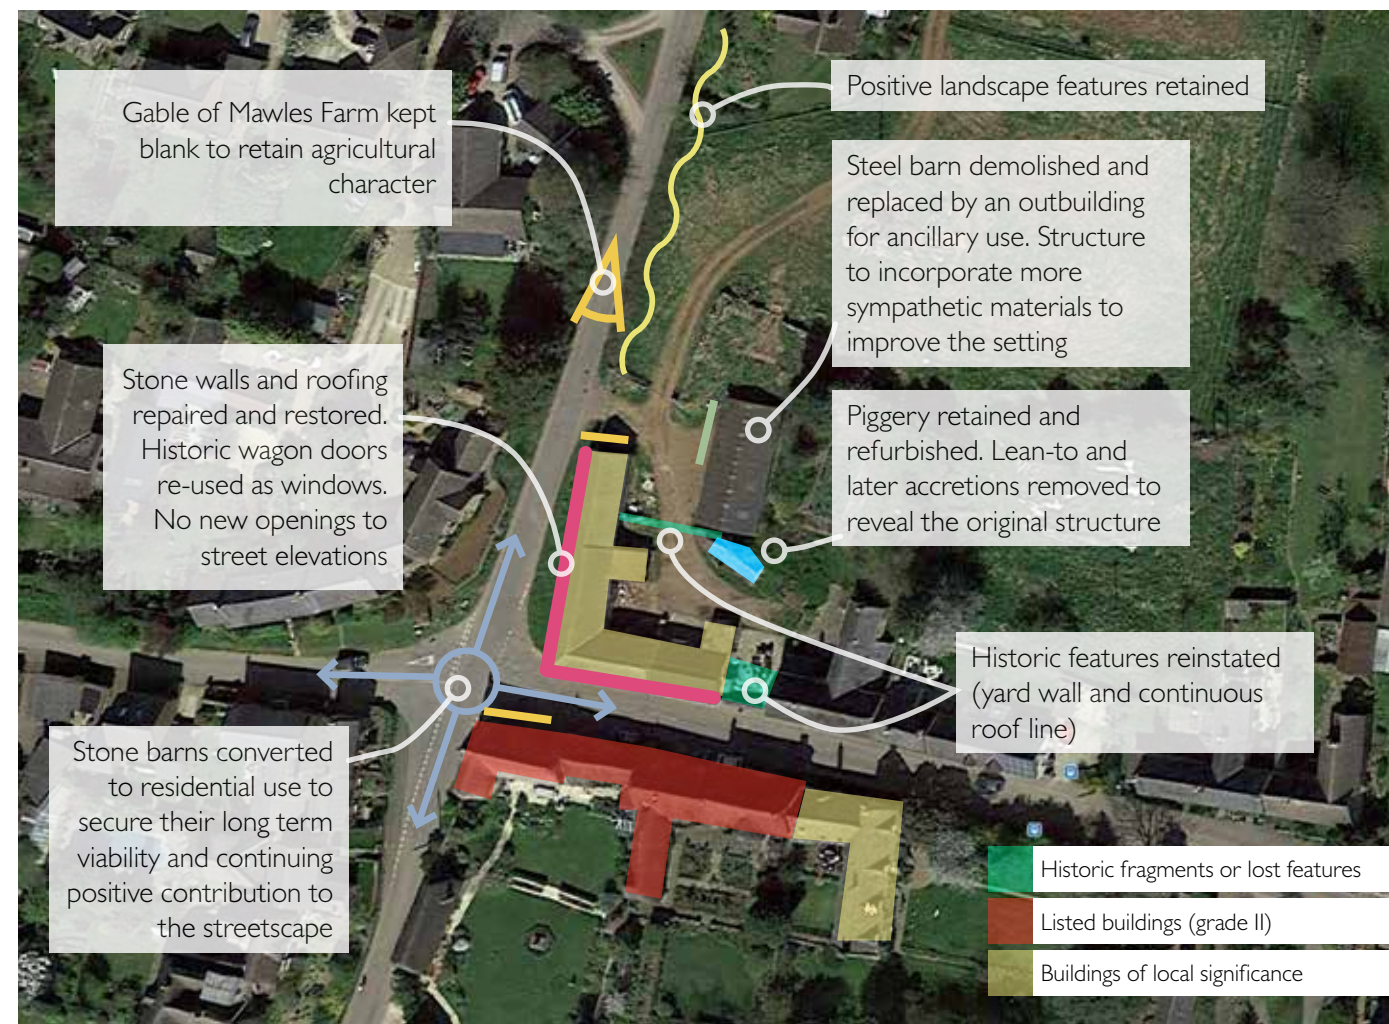 Gable of Mawles Farm kept
blank to retain agricultural
character
Positive landscape features retained
Steel barn demolished and
replaced by an outbuilding
for ancillary use. Structure
to incorporate more
sympathetic materials to
improve the setting
Stone walls and roofing
repaired and restored.
Historic wagon doors
re-used as windows.
No new openings to
street elevations
Piggery retained and
refurbished. Lean-to and
later accretions removed to
reveal the original structure
Historic features reinstated
(yard wall and continuous
roof line)
Stone barns converted
to residential use to
secure their long term
viability and continuing
positive contribution to
the streetscape
Historic fragments or lost features
Listed buildings (grade II)
Buildings of local significance